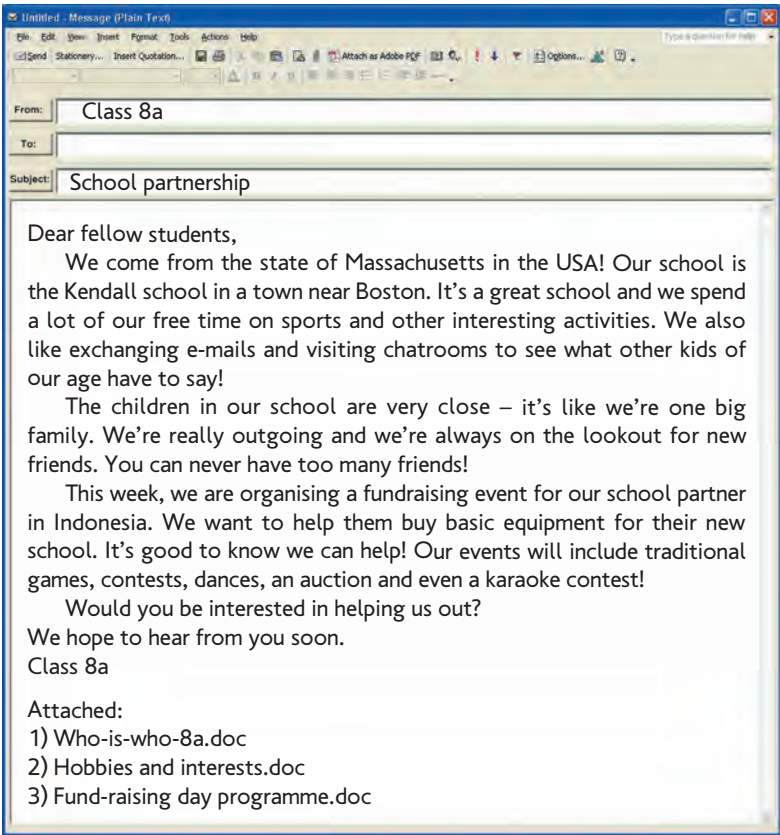 Untitled - Message (Plain Text)
File Edit View Insert Format Tools Actions Help
Type a question for help
Send Stationery... Insert Quotation... Attach as Adobe PDF Options...
From: Class 8a
To:
Subject: School partnership
Dear fellow students,
We come from the state of Massachusetts in the USA! Our school is
the Kendall school in a town near Boston. It's a great school and we spend
a lot of our free time on sports and other interesting activities. We also
like exchanging e-mails and visiting chatrooms to see what other kids of
our age have to say!
The children in our school are very close – it's like we're one big
family. We're really outgoing and we're always on the lookout for new
friends. You can never have too many friends!
This week, we are organising a fundraising event for our school partner
in Indonesia. We want to help them buy basic equipment for their new
school. It's good to know we can help! Our events will include traditional
games, contests, dances, an auction and even a karaoke contest!
Would you be interested in helping us out?
We hope to hear from you soon.
Class 8a
Attached:
1) Who-is-who-8a.doc
2) Hobbies and interests.doc
3) Fund-raising day programme.doc